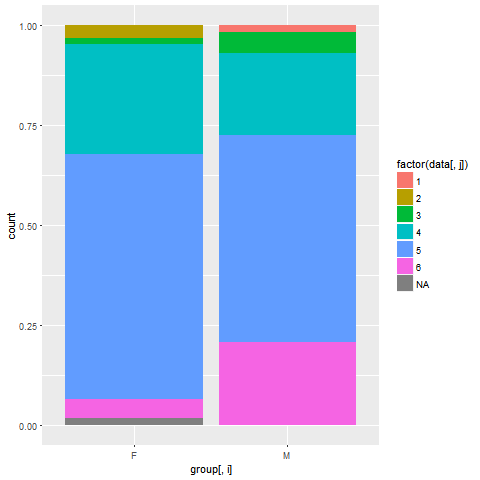 1.00
0.75
0.50
0.25
0.00
count
F
M
group[, i]
factor(data[, j])
1
2
3
4
5
6
NA